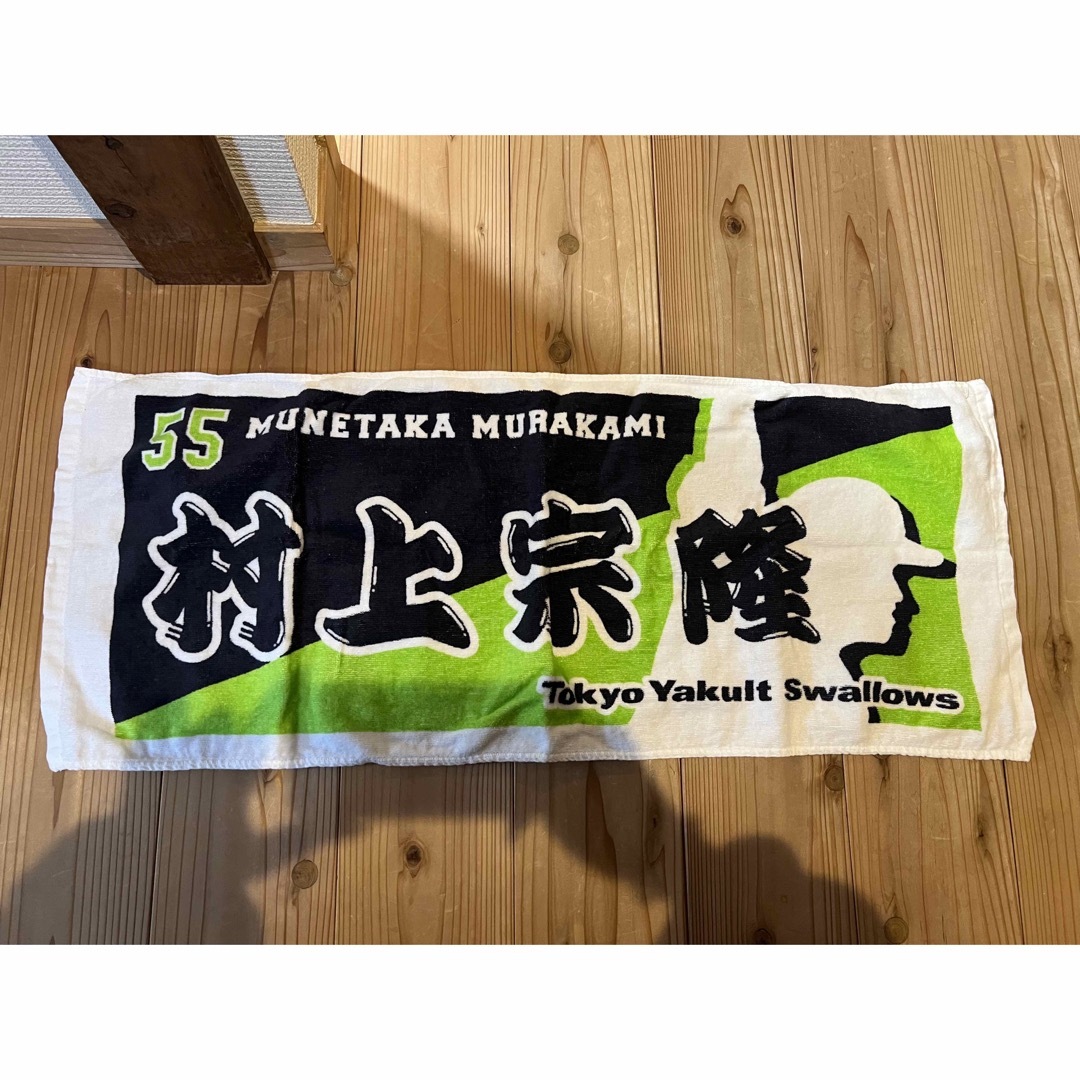 55 MUNETAKA MURAKAMI
村上宗隆
Tokyo Yakult Swallows